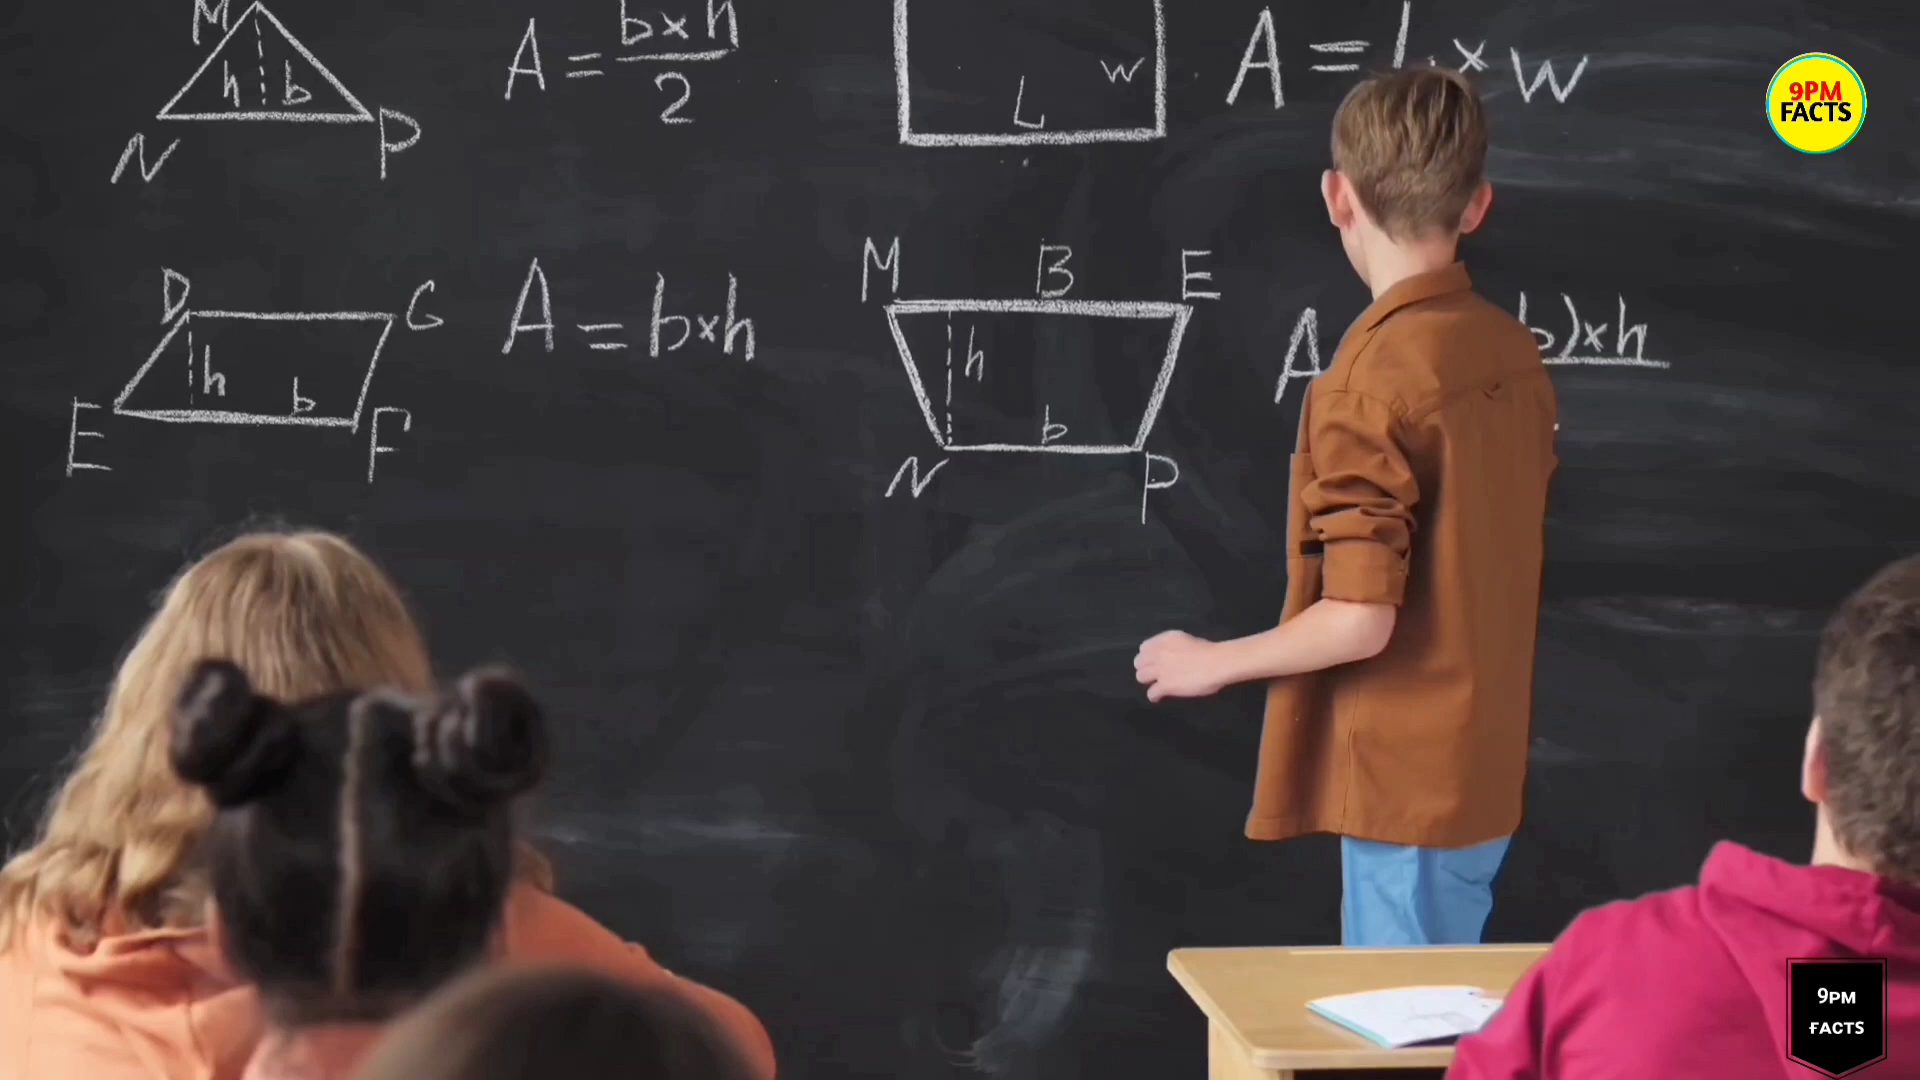 M
h b
N P
A = b×h
2
L
W
A = L × W
9PM
FACTS
D G
h b
E F
A = b×h
M B E
h
b
N P
A b)×h
9PM
FACTS